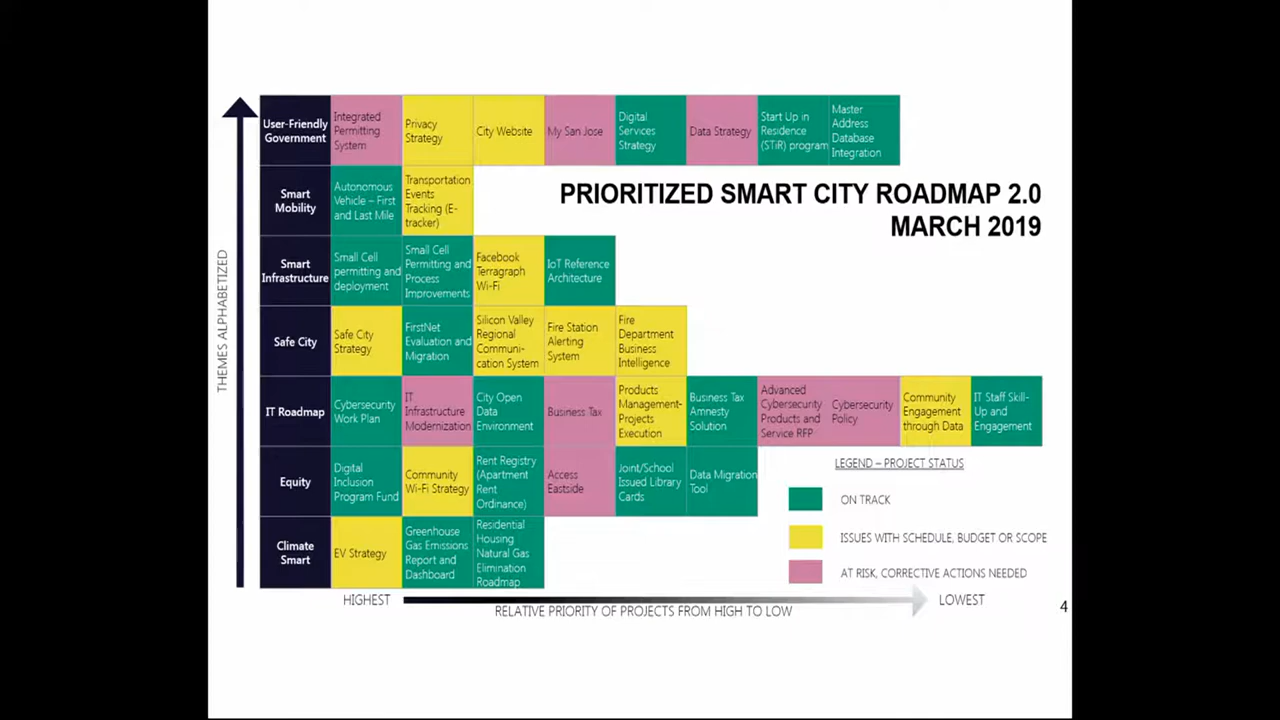 User-Friendly
Government
Integrated
Permitting
System
Privacy
Strategy
City Website
My San Jose
Digital
Services
Strategy
Data Strategy
Start Up in
Residence
(STiR) program
Master
Address
Database
Integration
PRIORITIZED SMART CITY ROADMAP 2.0
MARCH 2019
Smart
Mobility
Autonomous
Vehicle – First
and Last Mile
Transportation
Events
Tracking (E-
tracker)
Smart
Infrastructure
Small Cell
permitting and
deployment
Small Cell
Permitting and
Process
Improvements
Facebook
Terragraph
Wi-Fi
IoT Reference
Architecture
Safe City
Safe City
Strategy
FirstNet
Evaluation and
Migration
Silicon Valley
Regional
Communi-
cation System
Fire Station
Alerting
System
Fire
Department
Business
Intelligence
IT Roadmap
Cybersecurity
Work Plan
IT
Infrastructure
Modernization
City Open
Data
Environment
Business Tax
Products
Management-
Projects
Execution
Business Tax
Amnesty
Solution
Advanced
Cybersecurity
Products and
Service RFP
Cybersecurity
Policy
Community
Engagement
through Data
IT Staff Skill-
Up and
Engagement
Equity
Digital
Inclusion
Program Fund
Community
Wi-Fi Strategy
Rent Registry
(Apartment
Rent
Ordinance)
Access
Eastside
Joint/School
Issued Library
Cards
Data Migration
Tool
Climate
Smart
EV Strategy
Greenhouse
Gas Emissions
Report and
Dashboard
Residential
Housing
Natural Gas
Elimination
Roadmap
LEGEND – PROJECT STATUS
ON TRACK
ISSUES WITH SCHEDULE, BUDGET OR SCOPE
AT RISK, CORRECTIVE ACTIONS NEEDED
THEMES ALPHABETIZED
HIGHEST
LOWEST
RELATIVE PRIORITY OF PROJECTS FROM HIGH TO LOW
4